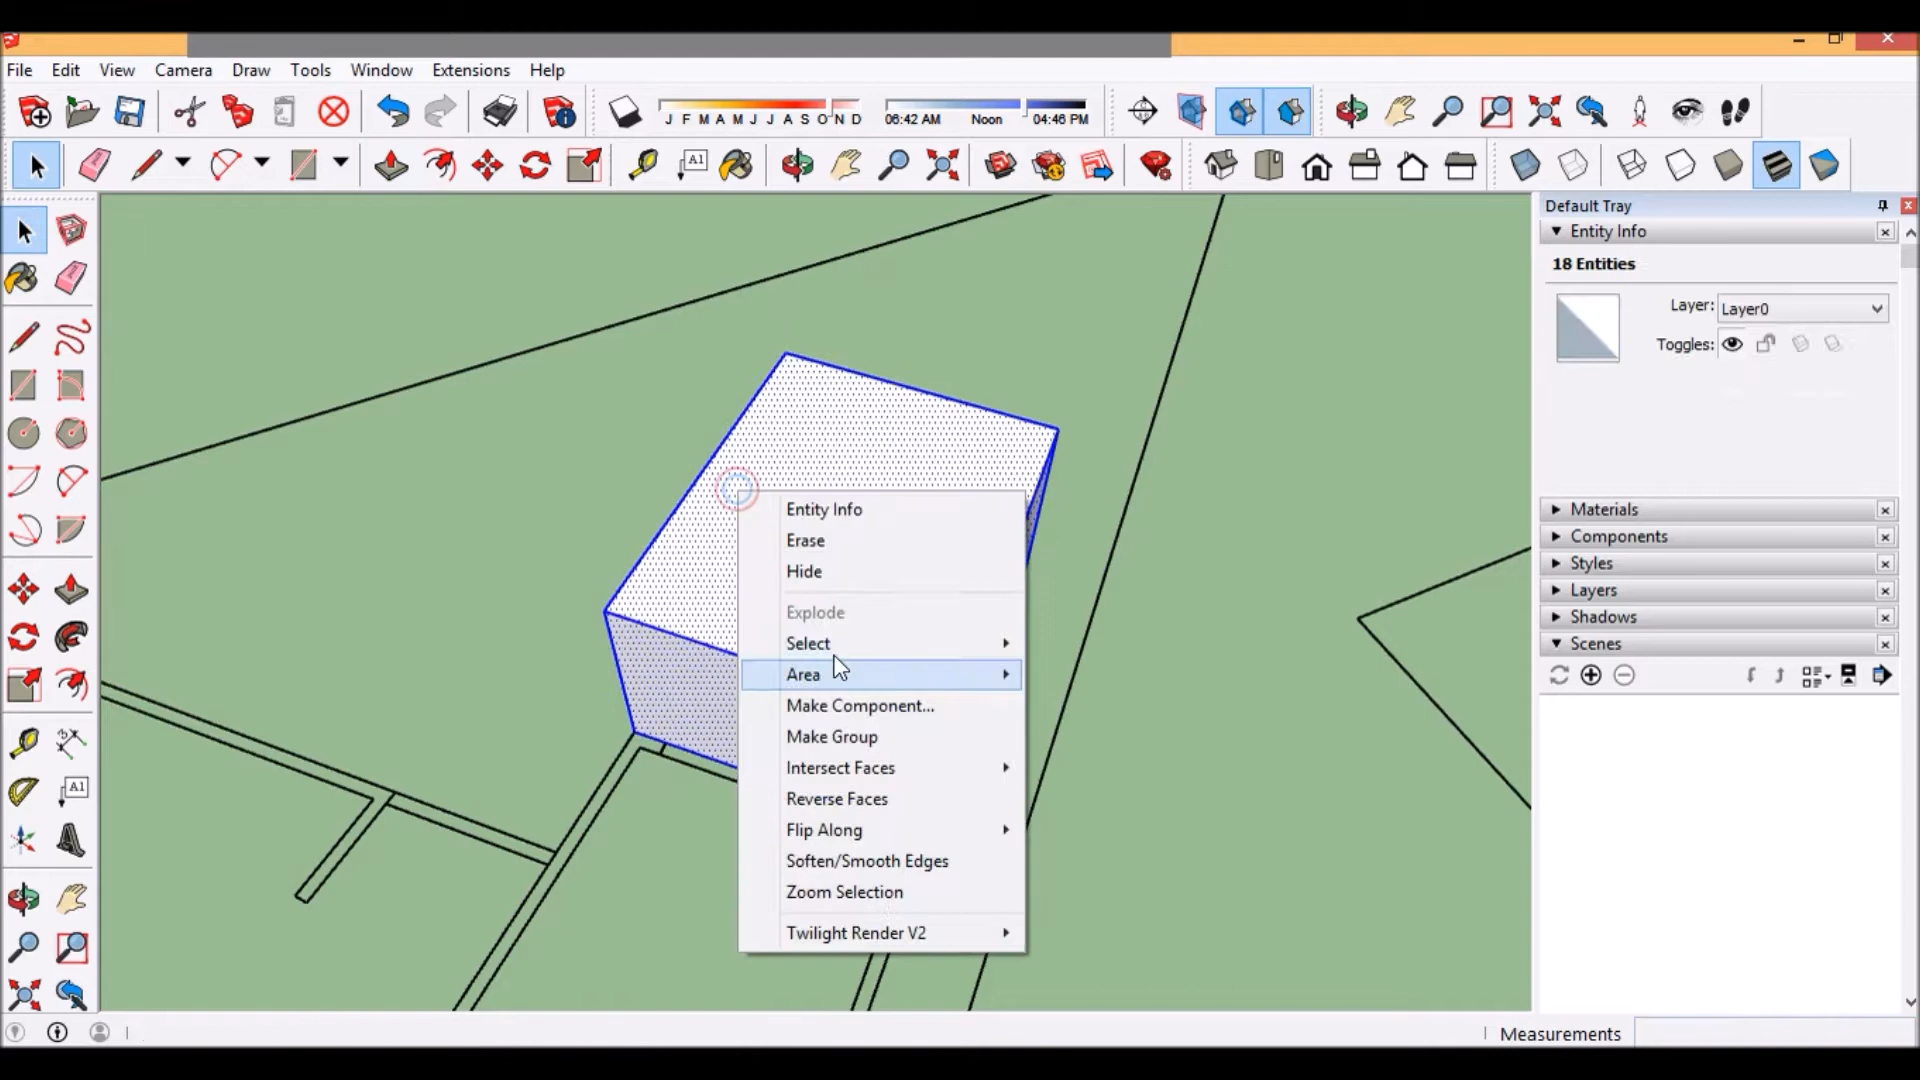 File Edit View Camera Draw Tools Window Extensions Help
J F M A M J J A S O N D 06:42 AM Noon 04:46 PM
A1
Default Tray
Entity Info
18 Entities
Layer: Layer0
Toggles:
Entity Info
Erase
Hide
Explode
Select
Area
Make Component...
Make Group
Intersect Faces
Reverse Faces
Flip Along
Soften/Smooth Edges
Zoom Selection
Twilight Render V2
Materials
Components
Styles
Layers
Shadows
Scenes
A1
Measurements